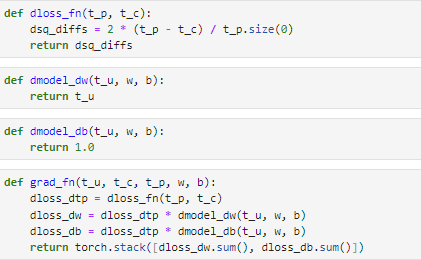 def dloss_fn(t_p, t_c):
    dsq_diffs = 2 * (t_p - t_c) / t_p.size(0)
    return dsq_diffs
def dmodel_dw(t_u, w, b):
    return t_u
def dmodel_db(t_u, w, b):
    return 1.0
def grad_fn(t_u, t_c, t_p, w, b):
    dloss_dtp = dloss_fn(t_p, t_c)
    dloss_dw = dloss_dtp * dmodel_dw(t_u, w, b)
    dloss_db = dloss_dtp * dmodel_db(t_u, w, b)
    return torch.stack([dloss_dw.sum(), dloss_db.sum()])